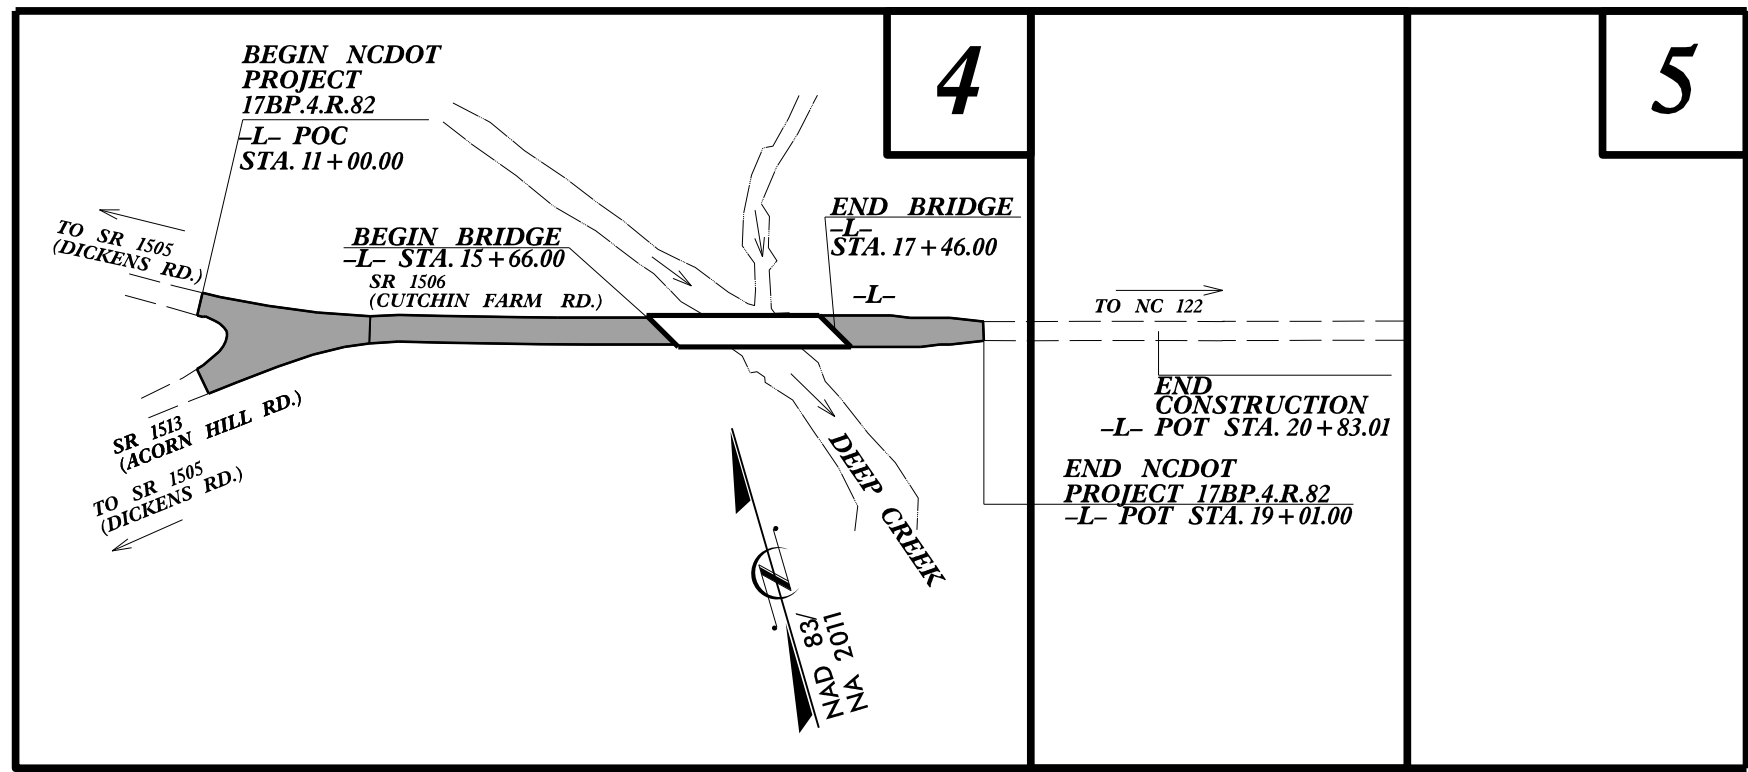 BEGIN NCDOT
PROJECT
17BP.4.R.82
–L– POC
STA. 11+00.00
4
5
TO SR 1505
(DICKENS RD.)
BEGIN BRIDGE
–L– STA. 15+66.00
SR 1506
(CUTCHIN FARM RD.)
END BRIDGE
–L–
STA. 17+46.00
–L–
TO NC 122
END
CONSTRUCTION
–L– POT STA. 20+83.01
END NCDOT
PROJECT 17BP.4.R.82
–L– POT STA. 19+01.00
SR 1513
(ACORN HILL RD.)
TO SR 1505
(DICKENS RD.)
DEEP CREEK
NAD 83/
NA 2011